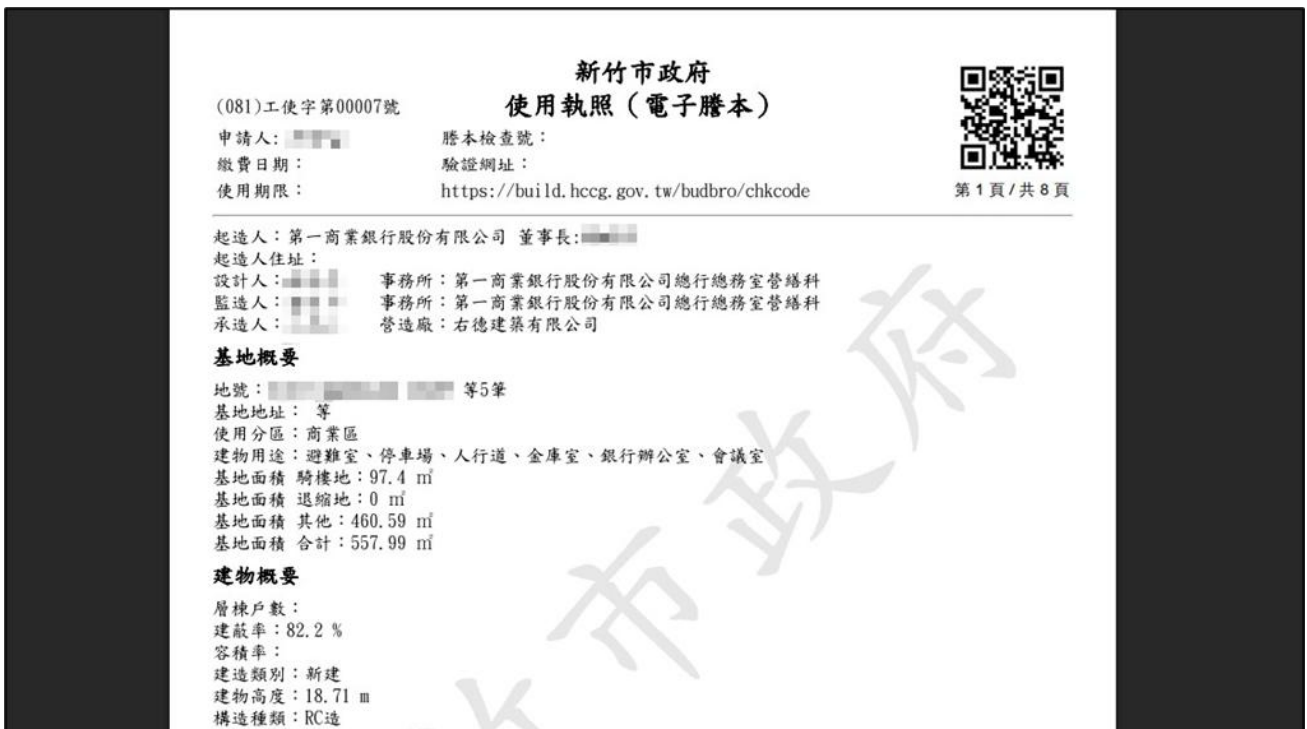 新竹市政府
(081)工使字第00007號
使用執照（電子謄本）
申請人:
謄本檢查號：
繳費日期：
驗證網址：
使用期限：
https://build.hccg.gov.tw/budbro/chkcode
第 1 頁 / 共 8 頁
起造人：第一商業銀行股份有限公司 董事長:
起造人住址：
設計人： 事務所：第一商業銀行股份有限公司總行總務室營繕科
監造人： 事務所：第一商業銀行股份有限公司總行總務室營繕科
承造人： 營造廠：右德建築有限公司
基地概要
地號： 等5筆
基地地址： 等
使用分區：商業區
建物用途：避難室、停車場、人行道、金庫室、銀行辦公室、會議室
基地面積 騎樓地：97.4 ㎡
基地面積 退縮地：0 ㎡
基地面積 其他：460.59 ㎡
基地面積 合計：557.99 ㎡
建物概要
層棟戶數：
建蔽率：82.2 %
容積率：
建造類別：新建
建物高度：18.71 m
構造種類：RC造
市政府